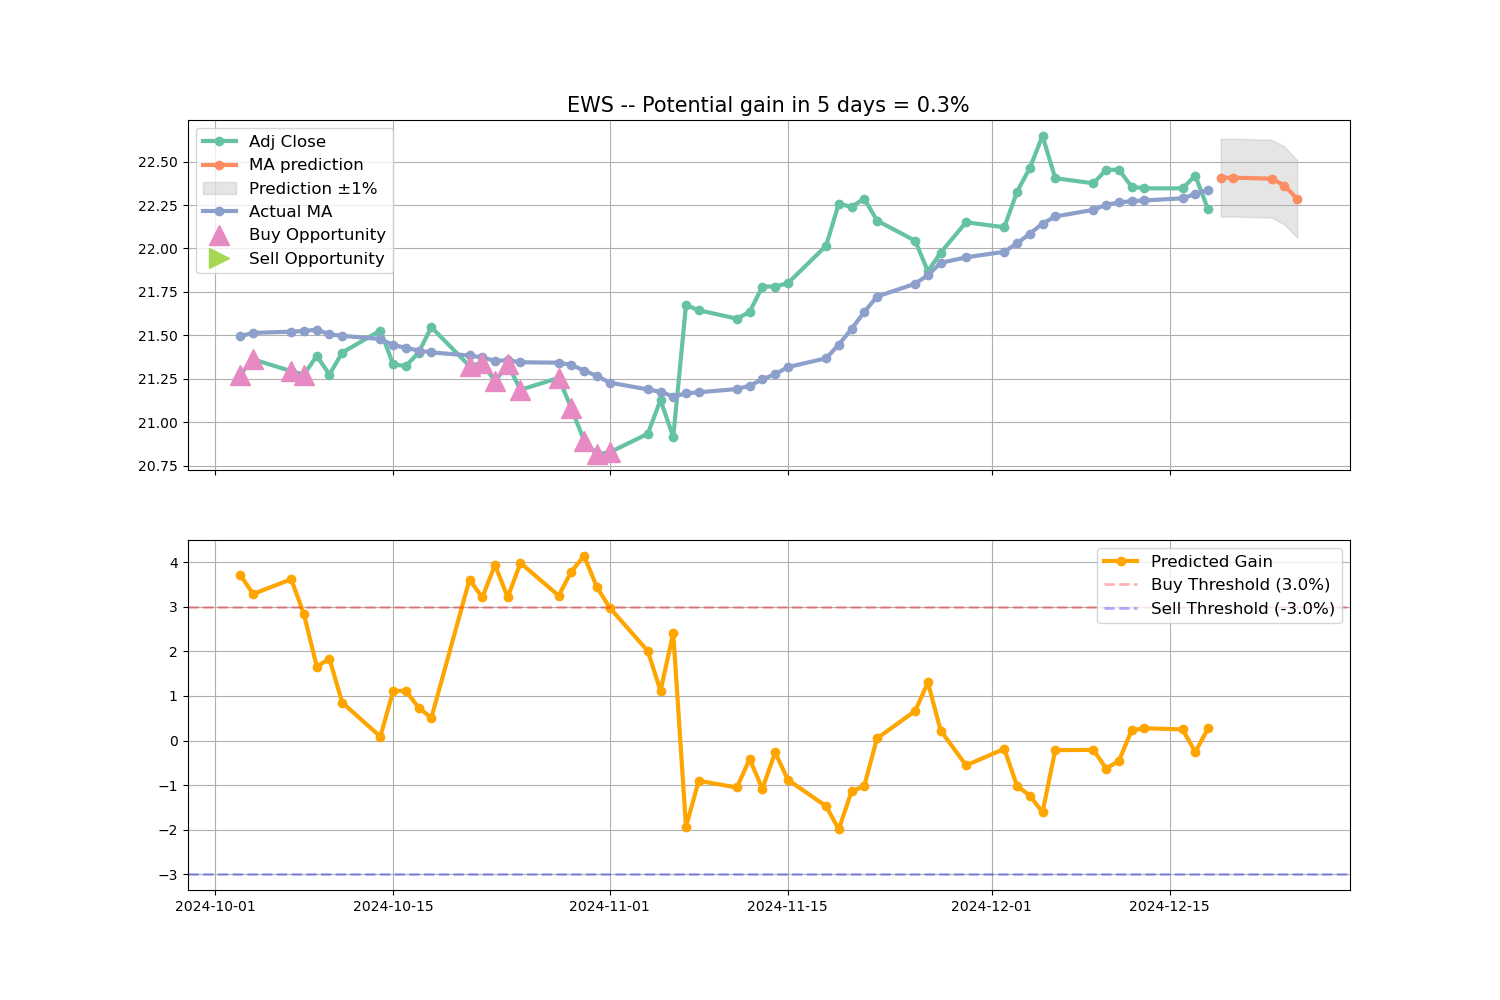 EWS -- Potential gain in 5 days = 0.3%
Adj Close
MA prediction
Prediction ±1%
Actual MA
Buy Opportunity
Sell Opportunity
22.50
22.25
22.00
21.75
21.50
21.25
21.00
20.75
Predicted Gain
Buy Threshold (3.0%)
Sell Threshold (-3.0%)
4
3
2
1
0
−1
−2
−3
2024-10-01
2024-10-15
2024-11-01
2024-11-15
2024-12-01
2024-12-15